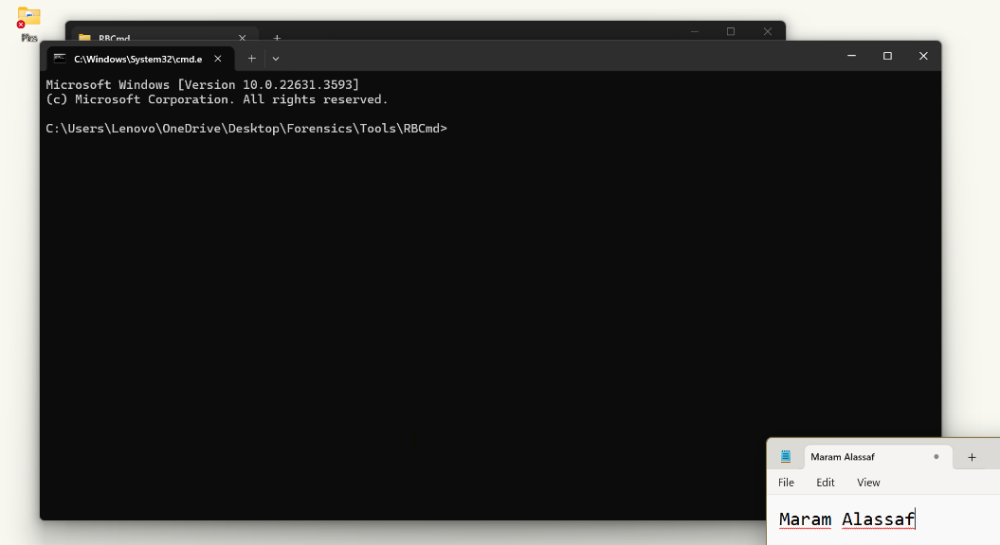 Pics
RBCmd
C:\Windows\System32\cmd.e
Microsoft Windows [Version 10.0.22631.3593]
(c) Microsoft Corporation. All rights reserved.
C:\Users\Lenovo\OneDrive\Desktop\Forensics\Tools\RBCmd>
Maram Alassaf
File Edit View
Maram Alassaf